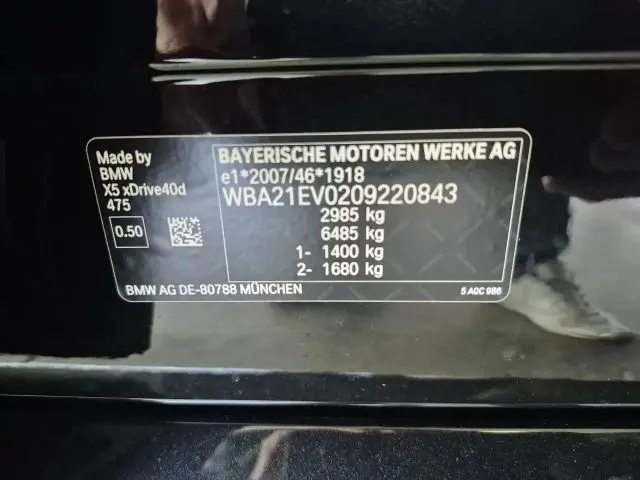 Made by
BMW
X5 xDrive40d
475
0.50
BAYERISCHE MOTOREN WERKE AG
e1*2007/46*1918
WBA21EV0209220843
2985 kg
6485 kg
1- 1400 kg
2- 1680 kg
BMW AG DE-80788 MÜNCHEN
5 A0C 986